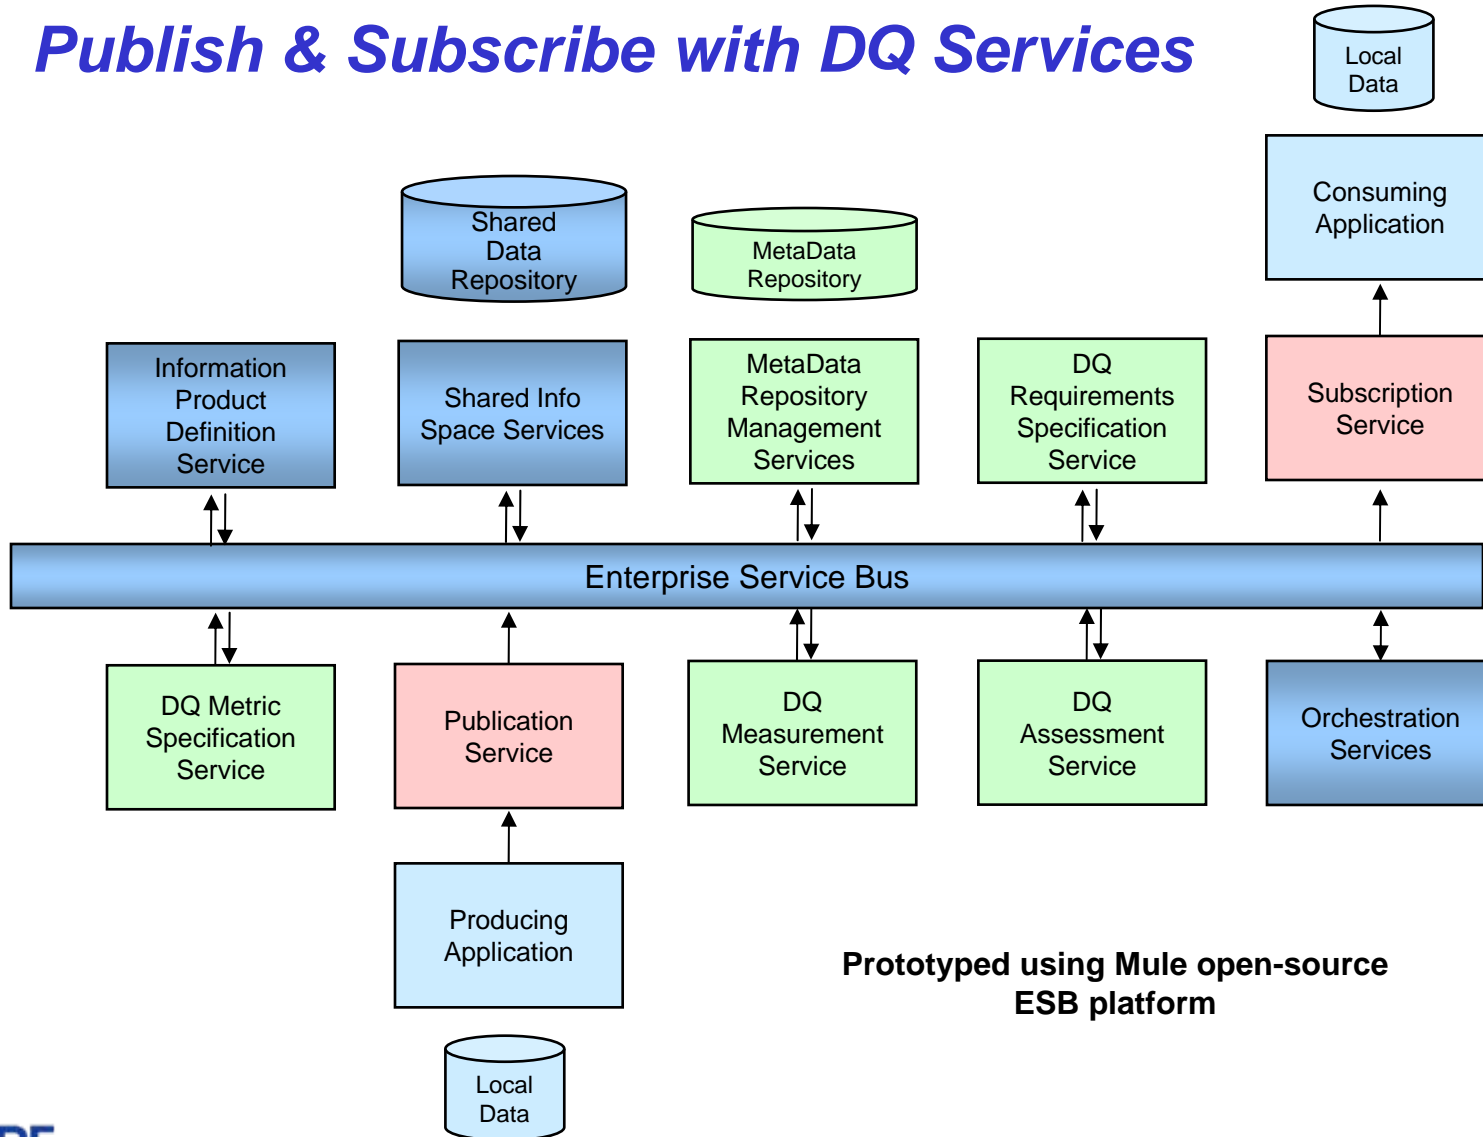 Publish & Subscribe with DQ Services
Local
Data
Consuming
Application
Shared
Data
Repository
MetaData
Repository
Information
Product
Definition
Service
Shared Info
Space Services
MetaData
Repository
Management
Services
DQ
Requirements
Specification
Service
Subscription
Service
Enterprise Service Bus
DQ Metric
Specification
Service
Publication
Service
DQ
Measurement
Service
DQ
Assessment
Service
Orchestration
Services
Producing
Application
Prototyped using Mule open-source
ESB platform
Local
Data